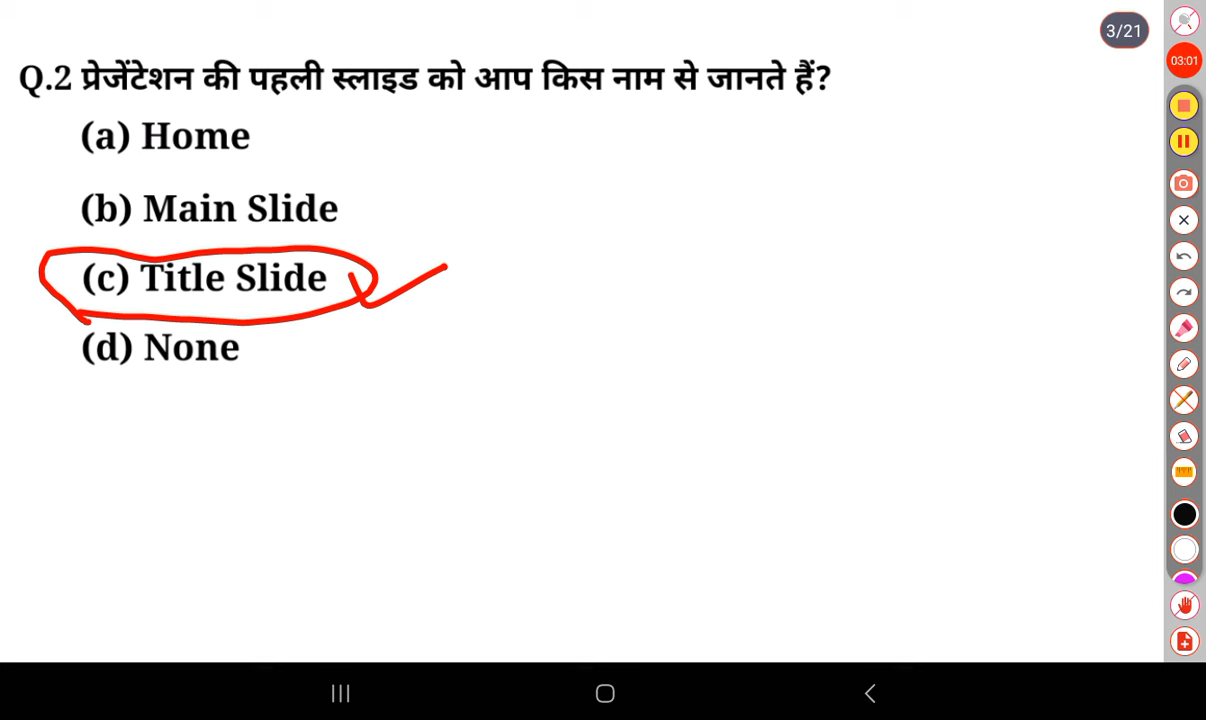 3/21
03:01
Q.2 प्रेजेंटेशन की पहली स्लाइड को आप किस नाम से जानते हैं?
(a) Home
(b) Main Slide
(c) Title Slide
(d) None